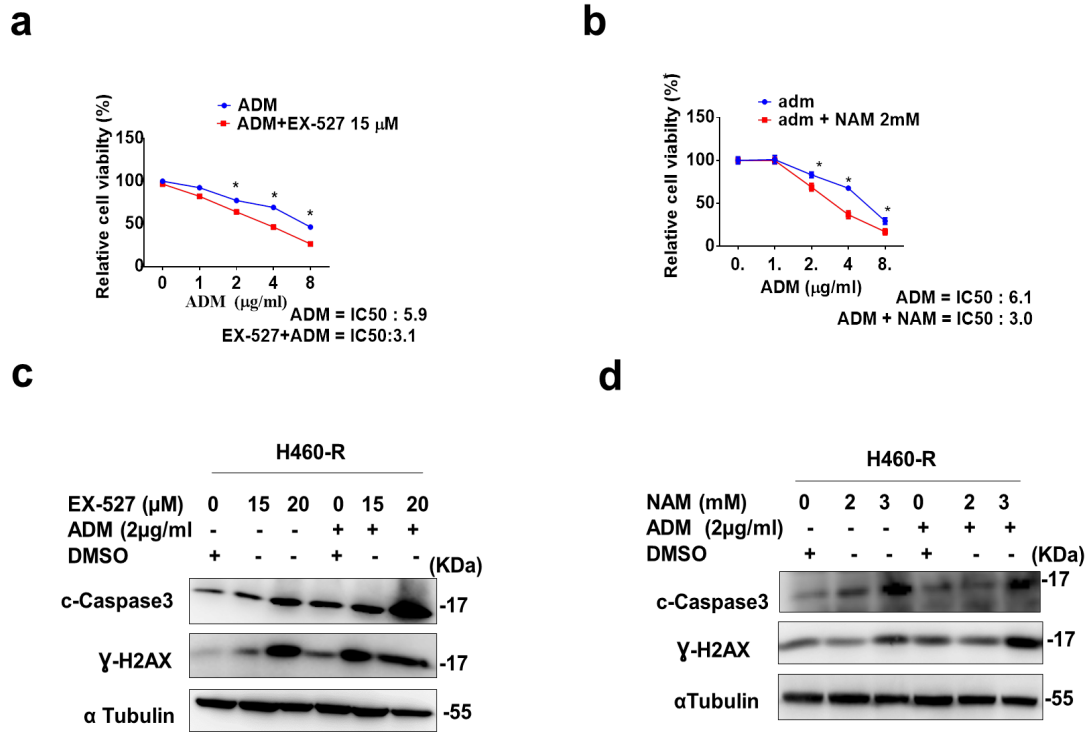 a
ADM
ADM+EX-527 15 μM
Relative cell viabilty (%)
150
100
50
0
0 1 2 4 8
* * *
ADM (μg/ml)
ADM = IC50 : 5.9
EX-527+ADM = IC50:3.1
b
adm
adm + NAM 2mM
Relative cell viabilty (%)
150
100
50
0
0. 1. 2. 4 8.
* * *
ADM (μg/ml)
ADM = IC50 : 6.1
ADM + NAM = IC50 : 3.0
c
H460-R
EX-527 (μM) 0 15 20 0 15 20
ADM (2μg/ml - - - + + +
DMSO + - - + - -
(KDa)
c-Caspase3 -17
Ɣ-H2AX -17
α Tubulin -55
d
H460-R
NAM (mM) 0 2 3 0 2 3
ADM (2μg/ml) - - - + + +
DMSO + - - + - - (KDa)
c-Caspase3 -17
Ɣ-H2AX -17
αTubulin -55